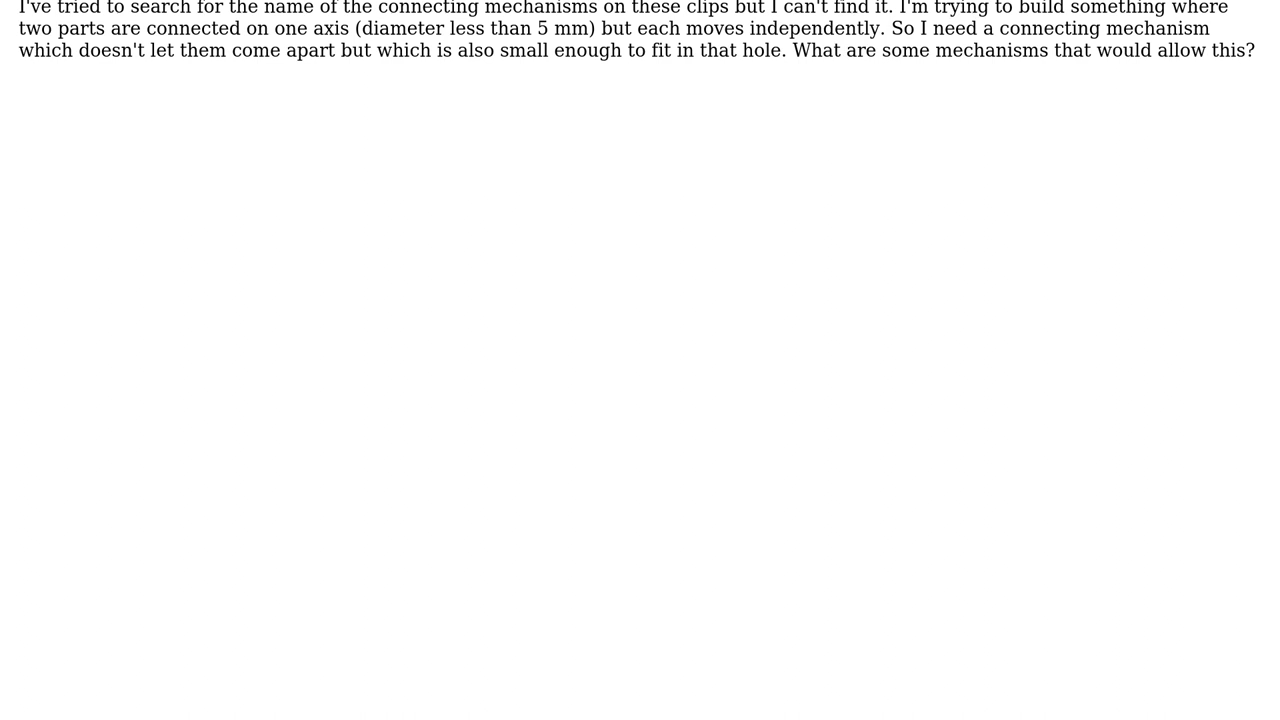 I've tried to search for the name of the connecting mechanisms on these clips but I can't find it. I'm trying to build something where
two parts are connected on one axis (diameter less than 5 mm) but each moves independently. So I need a connecting mechanism
which doesn't let them come apart but which is also small enough to fit in that hole. What are some mechanisms that would allow this?